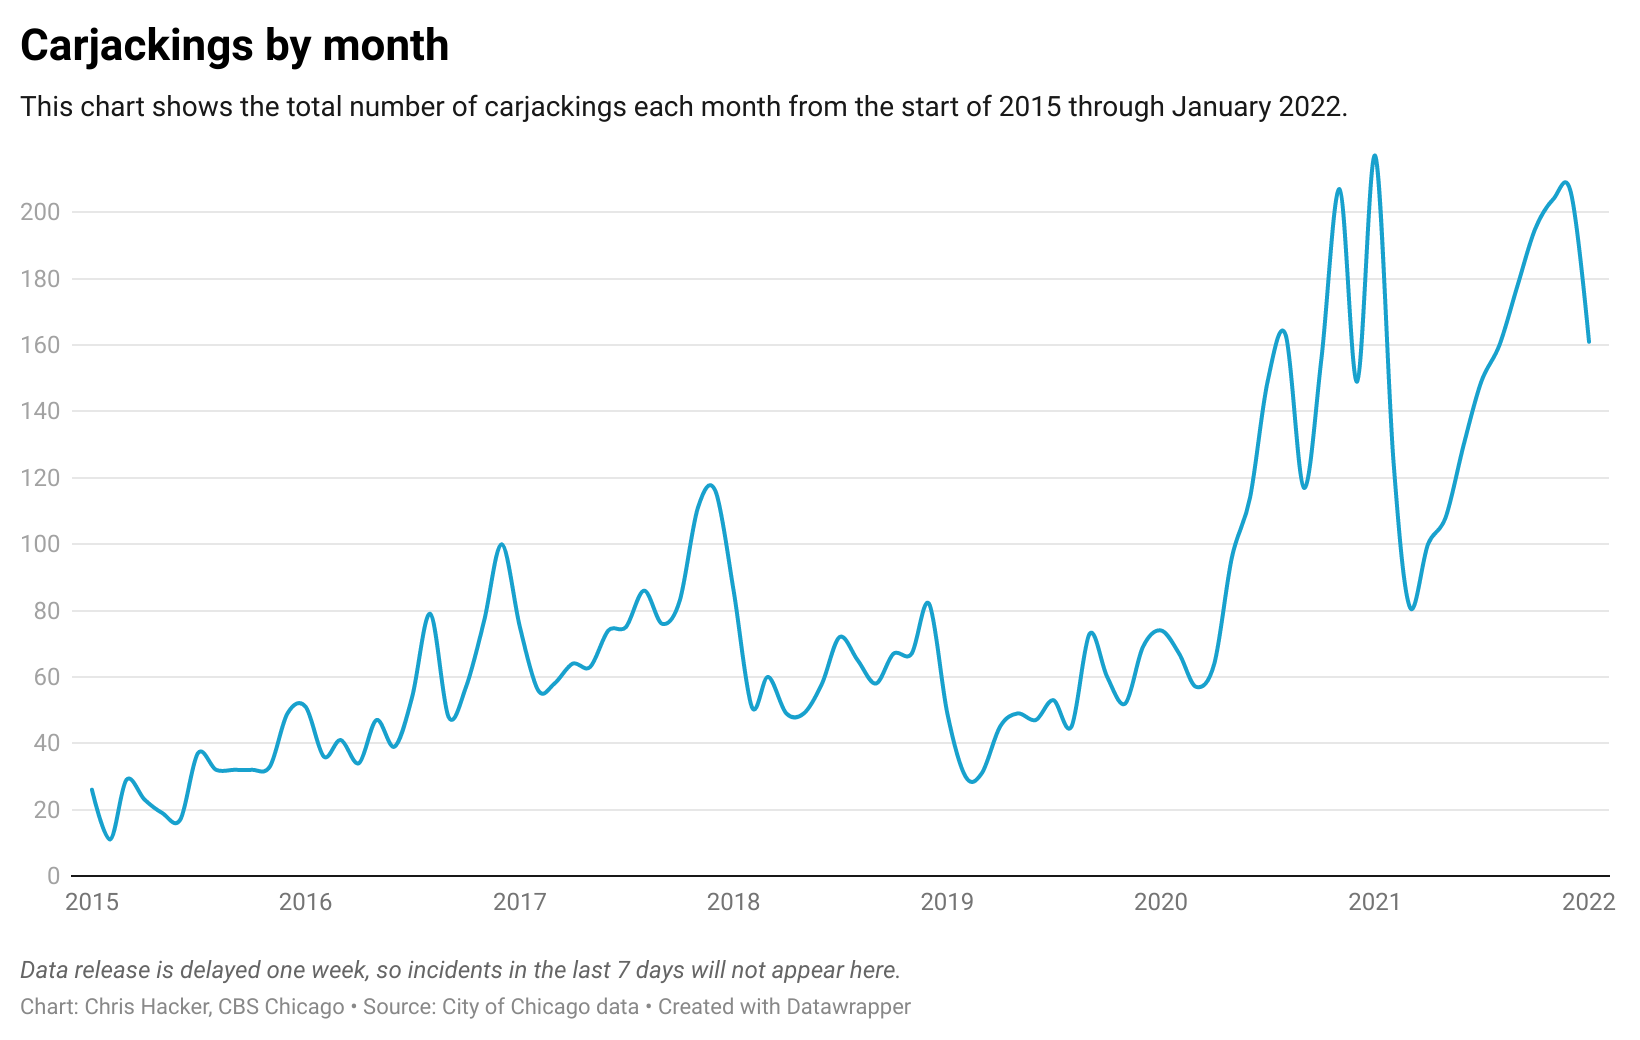 Carjackings by month
This chart shows the total number of carjackings each month from the start of 2015 through January 2022.
200
180
160
140
120
100
80
60
40
20
0
2015 2016 2017 2018 2019 2020 2021 2022
Data release is delayed one week, so incidents in the last 7 days will not appear here.
Chart: Chris Hacker, CBS Chicago • Source: City of Chicago data • Created with Datawrapper